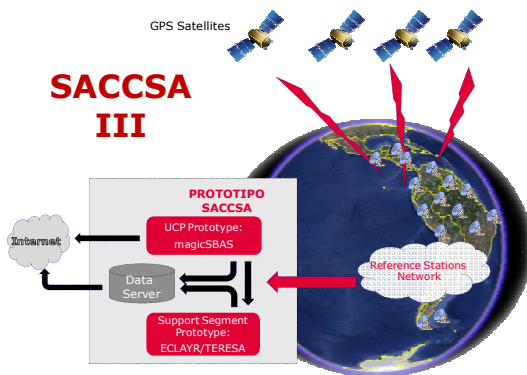 GPS Satellites
SACCSA
III
PROTOTIPO
SACCSA
UCP Prototype:
magicSBAS
Internet
Data
Server
Reference Stations
Network
Support Segment
Prototype:
ECLAYR/TERESA